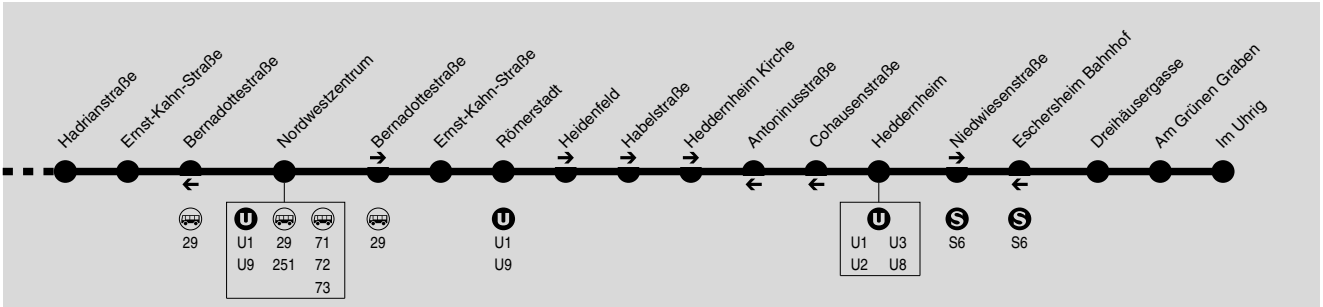 Hadrianstraße
Ernst-Kahn-Straße
Bernadottestraße
Nordwestzentrum
Bernadottestraße
Ernst-Kahn-Straße
Römerstadt
Heidenfeld
Habelstraße
Heddernheim Kirche
Antoninusstraße
Cohausenstraße
Heddernheim
Niedwiesenstraße
Eschersheim Bahnhof
Dreihäusergasse
Am Grünen Graben
Im Uhrig
29
U
U1 29 71
U9 251 72
73
29
U
U1
U9
U
U1 U3
U2 U8
S
S6
S
S6